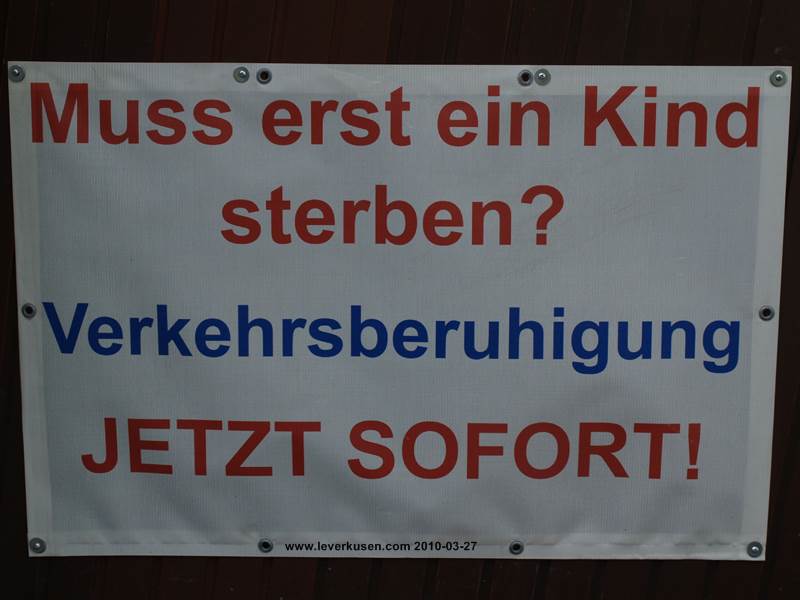 Muss erst ein Kind
sterben?
Verkehrsberuhigung
JETZT SOFORT!
www.leverkusen.com 2010-03-27